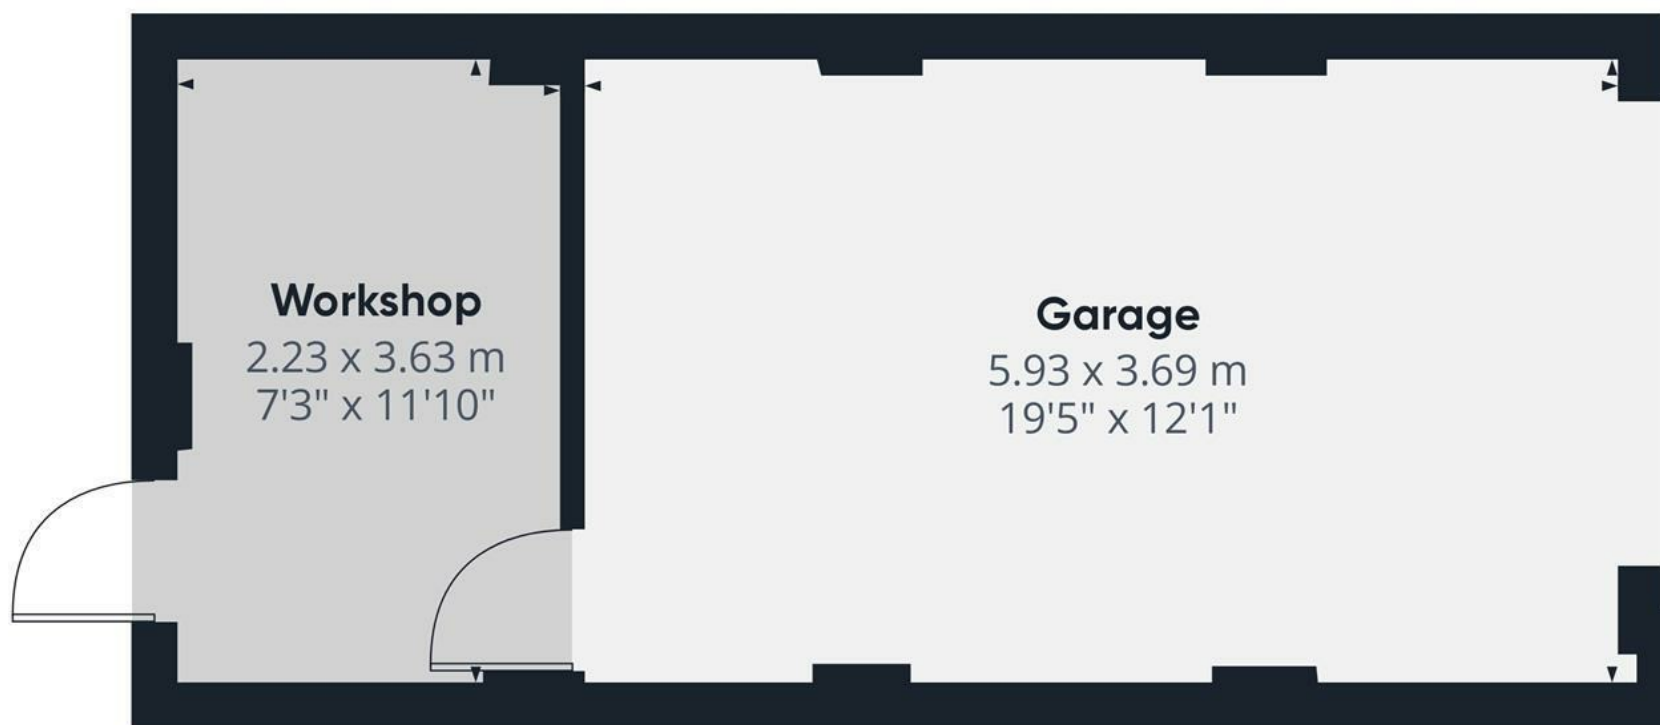 Workshop
2.23 x 3.63 m
7'3" x 11'10"
Garage
5.93 x 3.69 m
19'5" x 12'1"